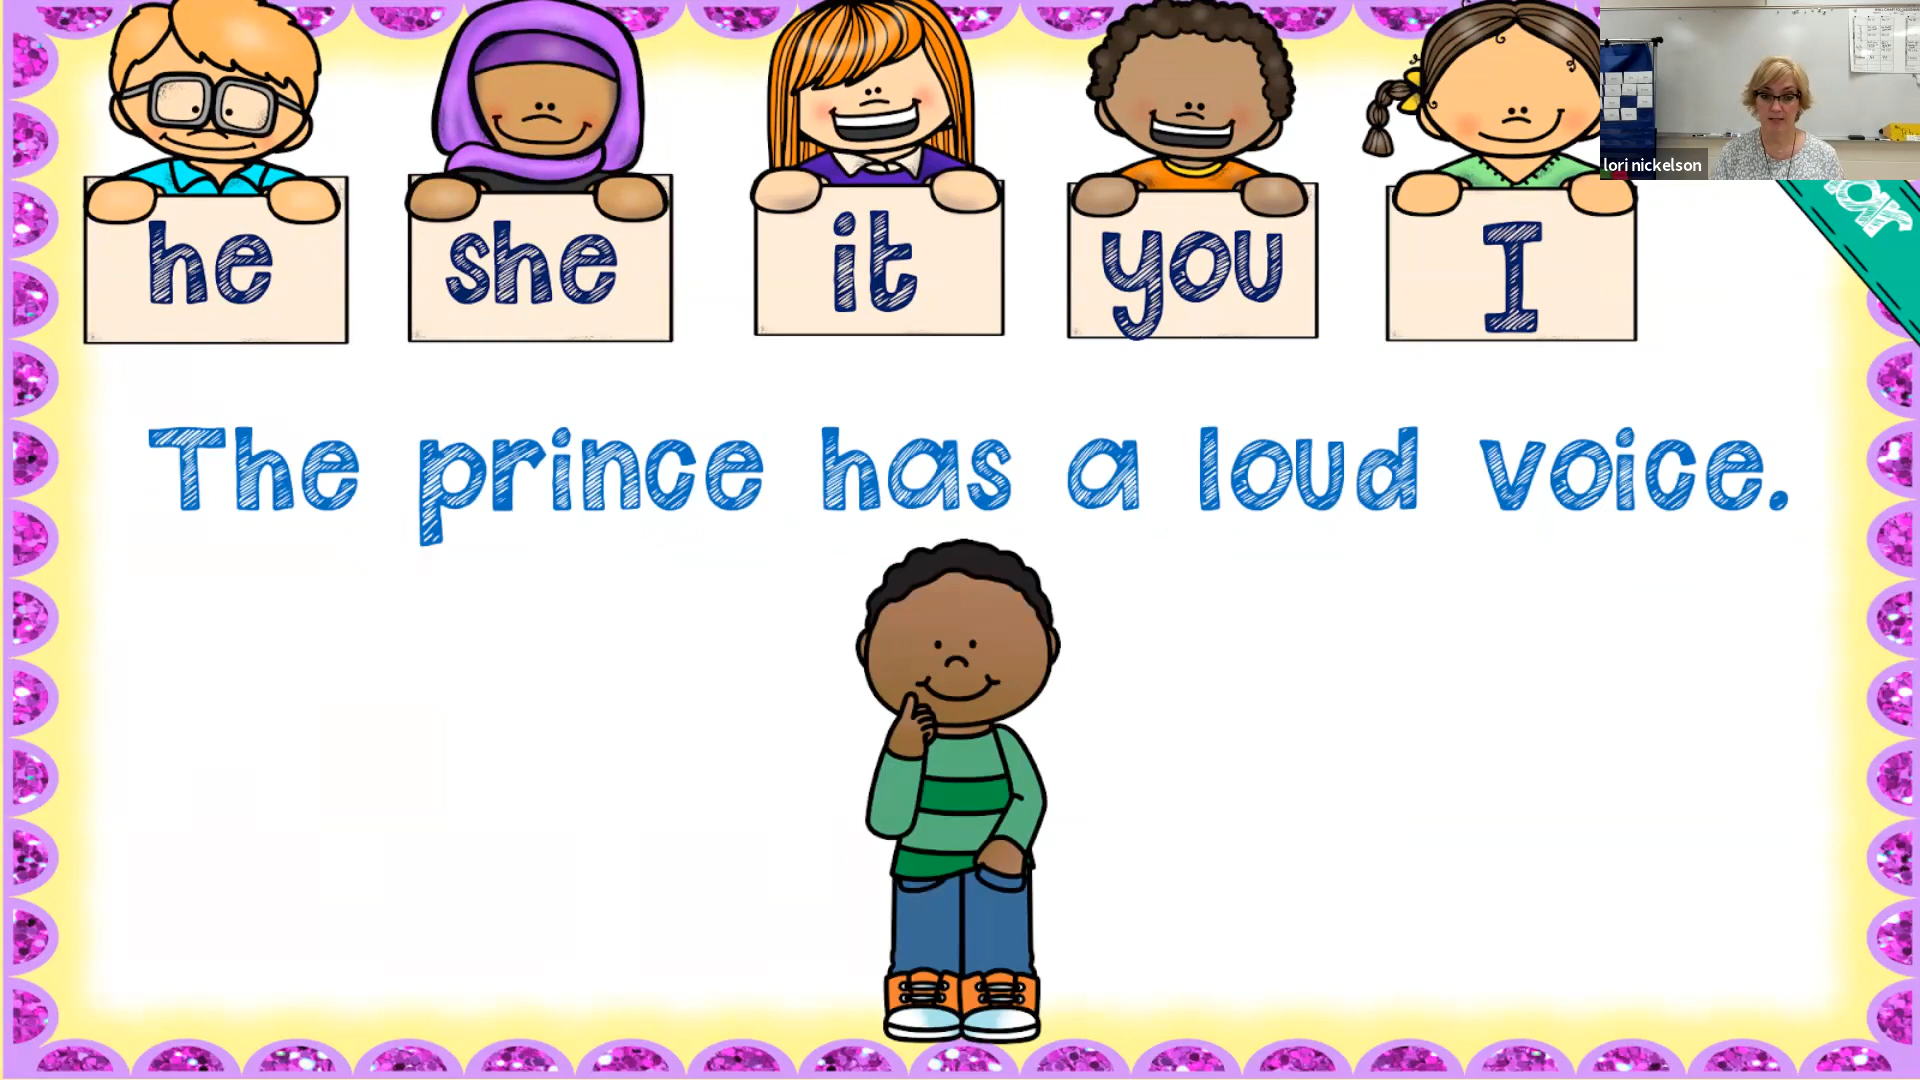 he she it you I
lori nickelson
The prince has a loud voice.